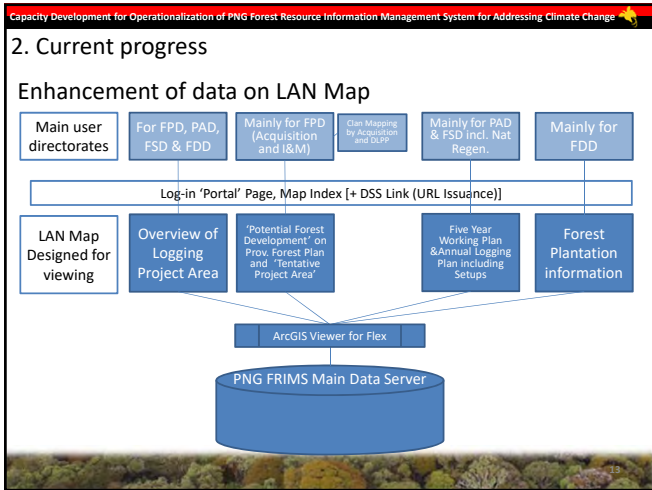 Capacity Development for Operationalization of PNG Forest Resource Information Management System for Addressing Climate Change
2. Current progress
Enhancement of data on LAN Map
Main user
directorates
For FPD, PAD,
FSD & FDD
Mainly for FPD
(Acquisition
and I&M)
Clan Mapping
by Acquisition
and DLPP
Mainly for PAD
& FSD incl. Nat
Regen.
Mainly for
FDD
Log-in ‘Portal’ Page, Map Index [+ DSS Link (URL Issuance)]
LAN Map
Designed for
viewing
Overview of
Logging
Project Area
‘Potential Forest
Development’ on
Prov. Forest Plan
and ‘Tentative
Project Area’
Five Year
Working Plan
&Annual Logging
Plan including
Setups
Forest
Plantation
information
ArcGIS Viewer for Flex
PNG FRIMS Main Data Server
13